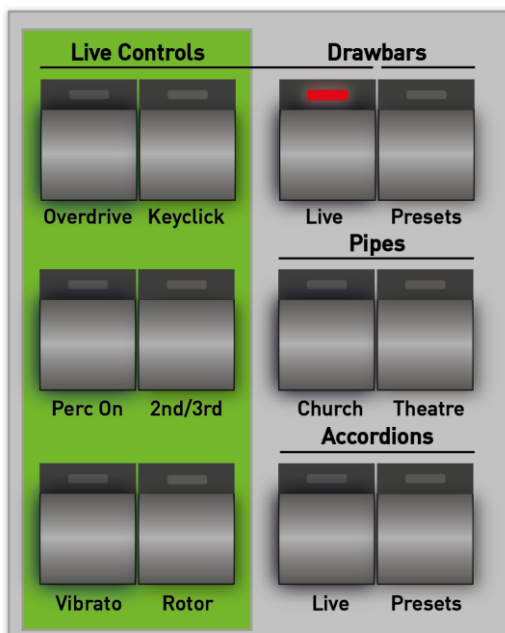 Live Controls Drawbars
Overdrive Keyclick Live Presets
Pipes
Perc On 2nd/3rd Church Theatre
Accordions
Vibrato Rotor Live Presets